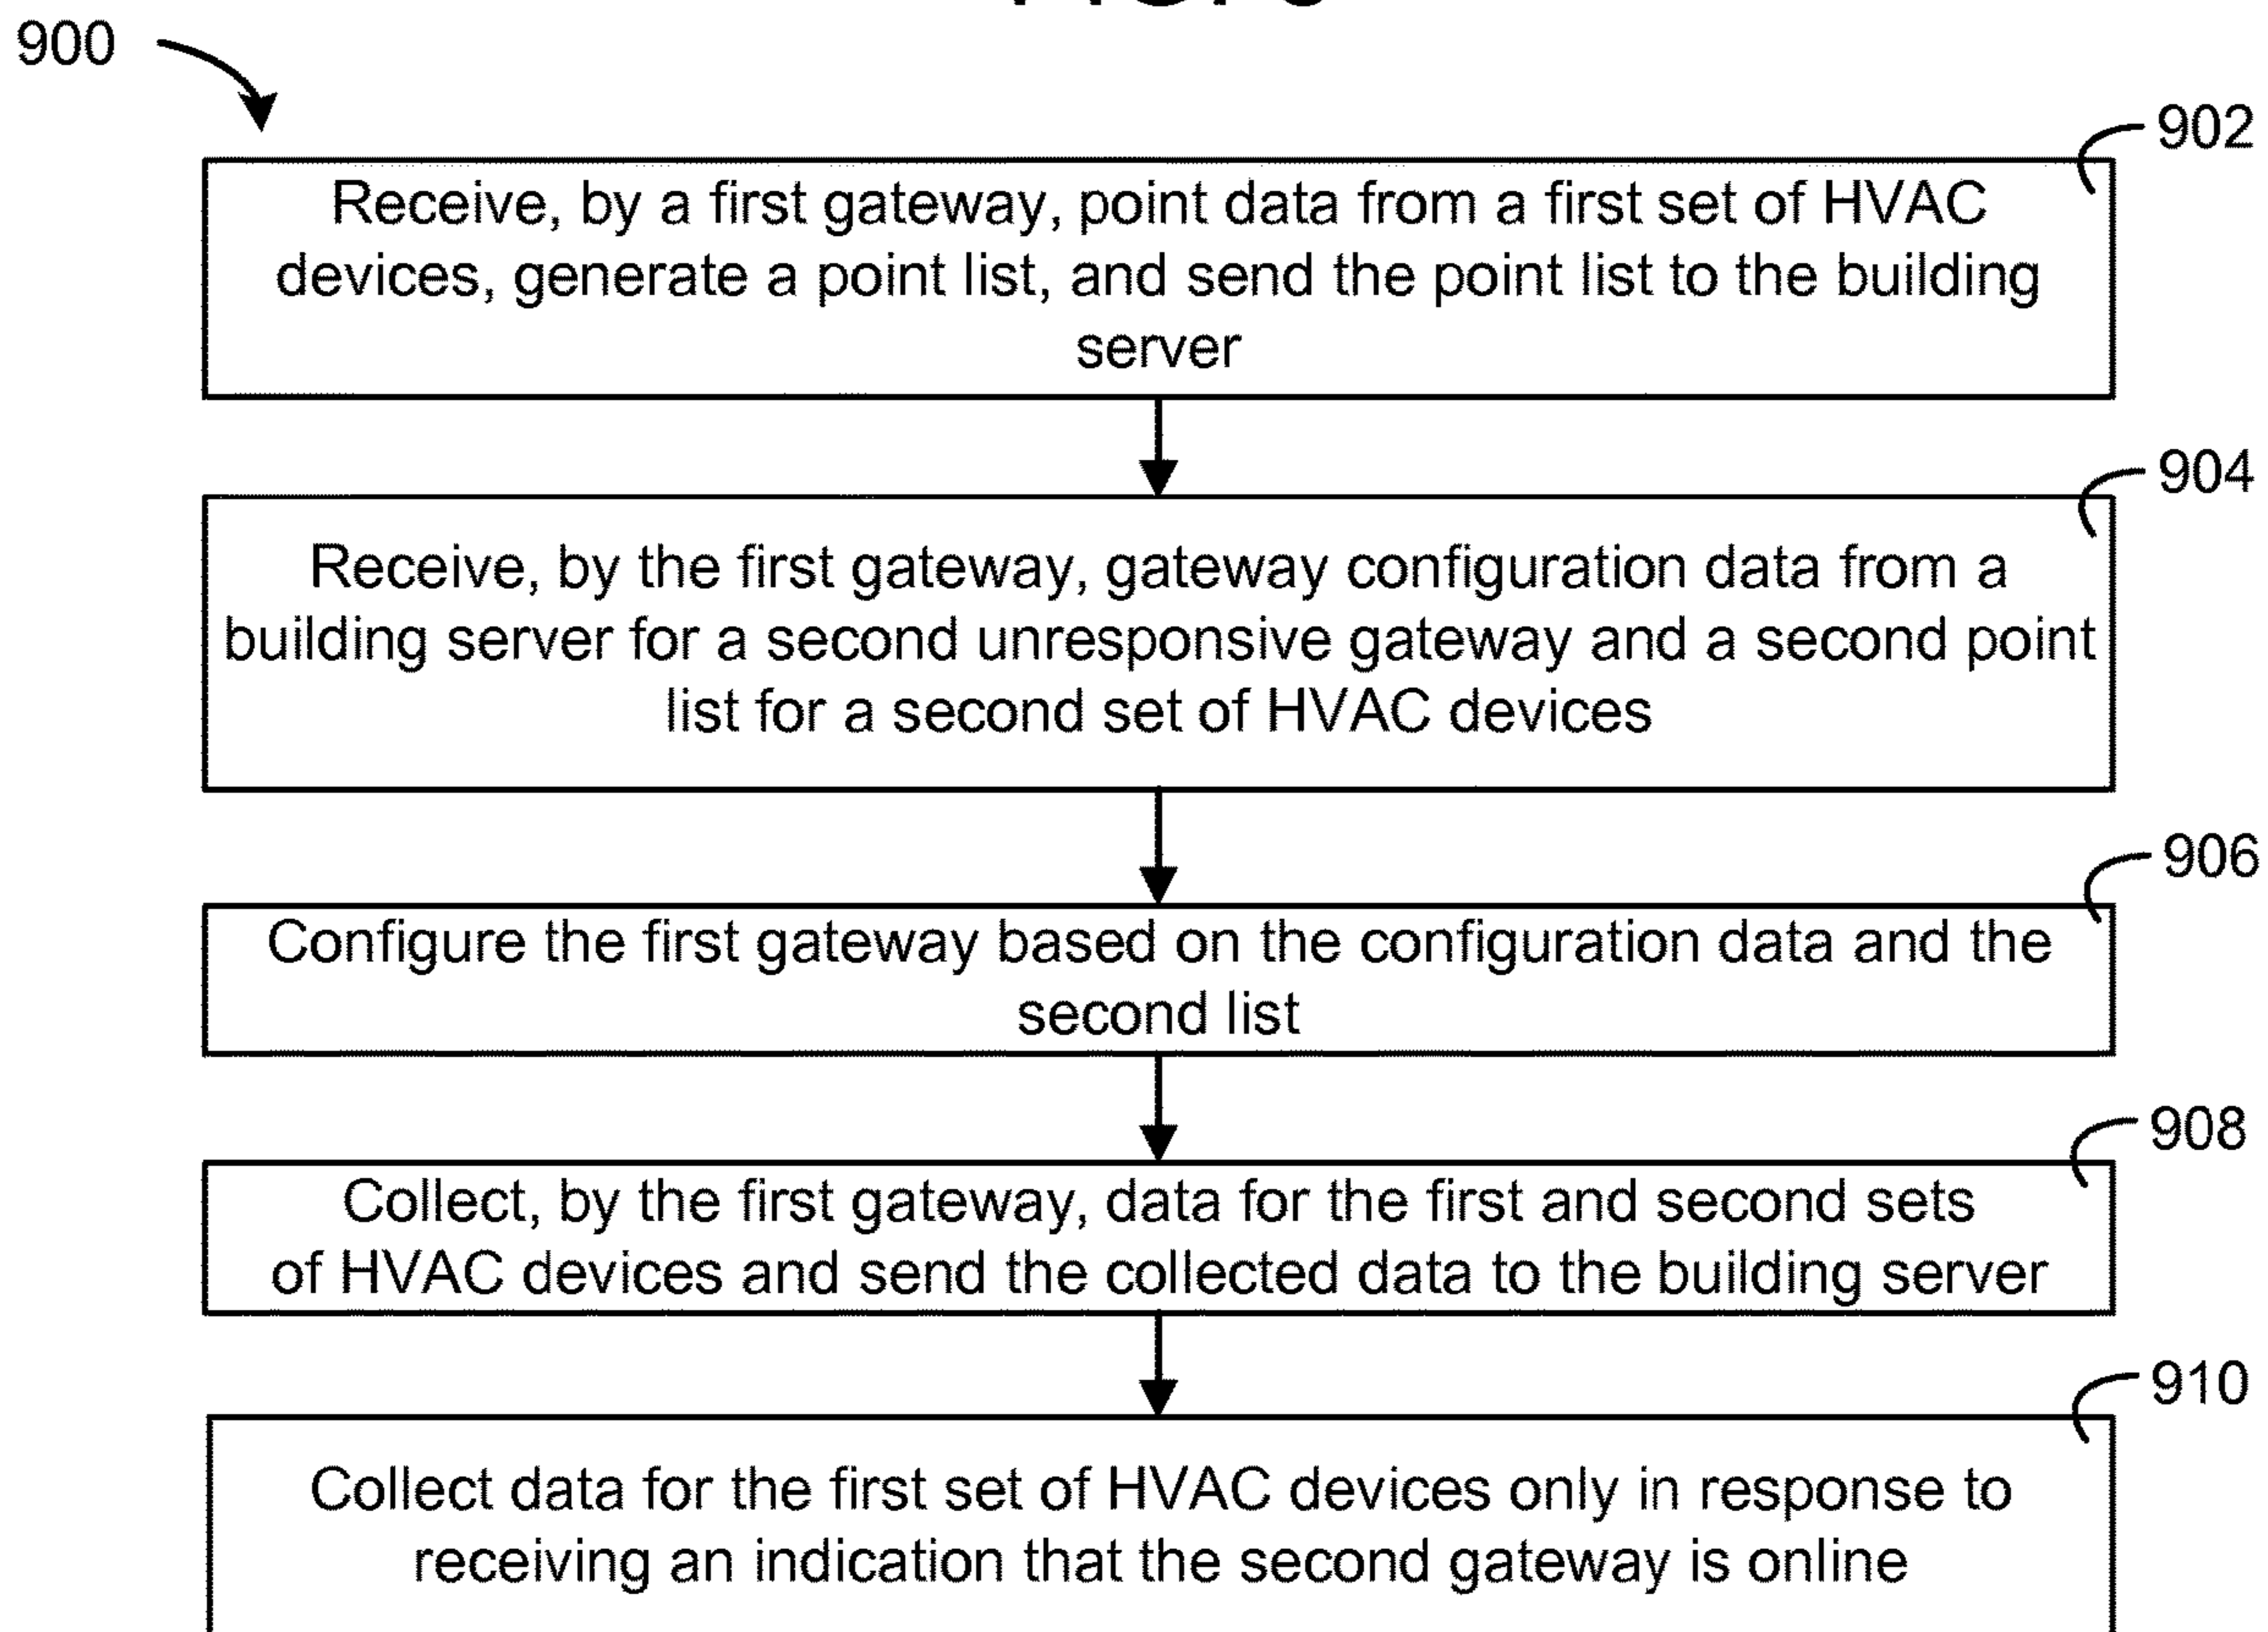 900
902
Receive, by a first gateway, point data from a first set of HVAC
devices, generate a point list, and send the point list to the building
server
904
Receive, by the first gateway, gateway configuration data from a
building server for a second unresponsive gateway and a second point
list for a second set of HVAC devices
906
Configure the first gateway based on the configuration data and the
second list
908
Collect, by the first gateway, data for the first and second sets
of HVAC devices and send the collected data to the building server
910
Collect data for the first set of HVAC devices only in response to
receiving an indication that the second gateway is online